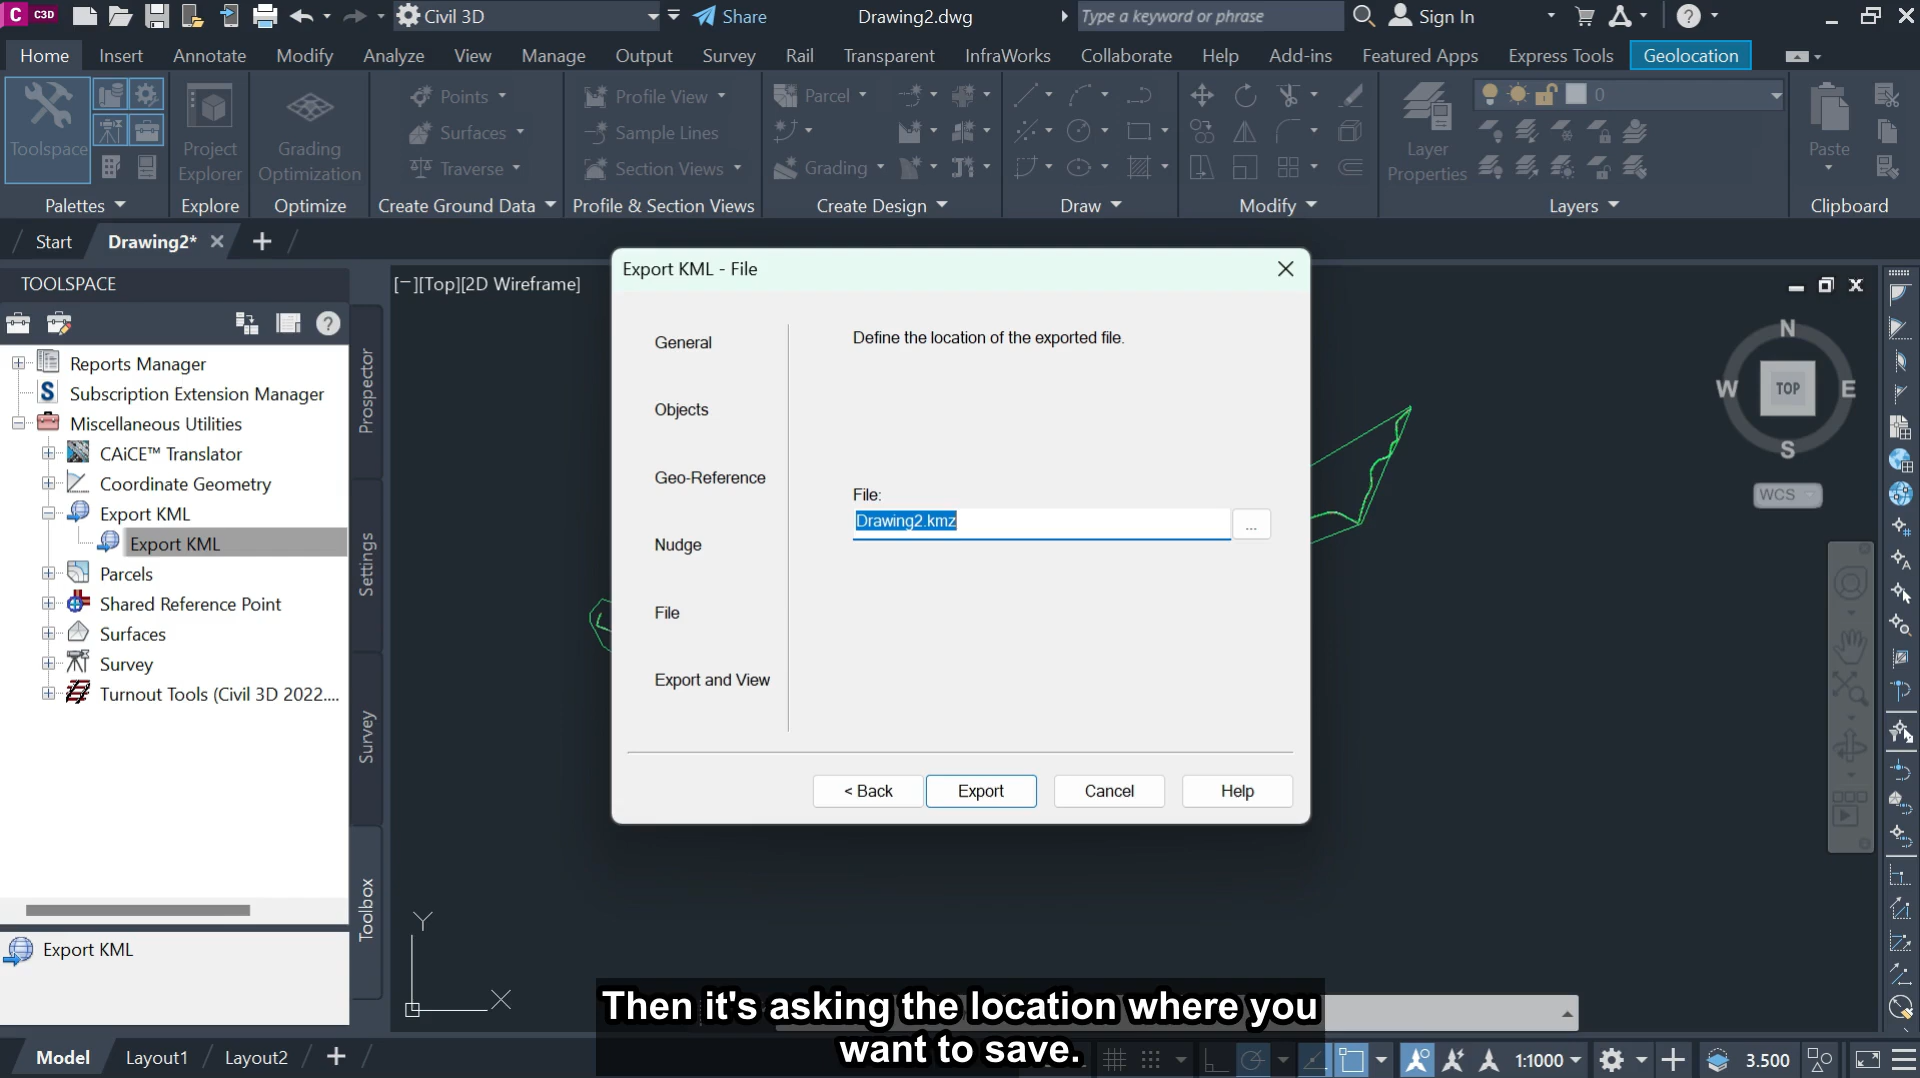 C C3D Civil 3D Share Drawing2.dwg Type a keyword or phrase Sign In
Home Insert Annotate Modify Analyze View Manage Output Survey Rail Transparent InfraWorks Collaborate Help Add-ins Featured Apps Express Tools Geolocation
Toolspace
Project
Explorer
Grading
Optimization
Points
Surfaces
Traverse
Profile View
Sample Lines
Section Views
Parcel
Grading
Layer
Properties
0
Paste
Palettes Explore Optimize Create Ground Data Profile & Section Views Create Design Draw Modify Layers Clipboard
Start Drawing2*
TOOLSPACE
Reports Manager
Subscription Extension Manager
Miscellaneous Utilities
CAiCE™ Translator
Coordinate Geometry
Export KML
Export KML
Parcels
Shared Reference Point
Surfaces
Survey
Turnout Tools (Civil 3D 2022....
Export KML
Prospector
Settings
Survey
Toolbox
[−][Top][2D Wireframe]
Export KML - File
General
Objects
Geo-Reference
Nudge
File
Export and View
Define the location of the exported file.
File:
Drawing2.kmz
...
< Back Export Cancel Help
N
W TOP E
S
WCS
Y
X
Then it's asking the location where you
want to save.
Model Layout1 Layout2
1:1000 3.500